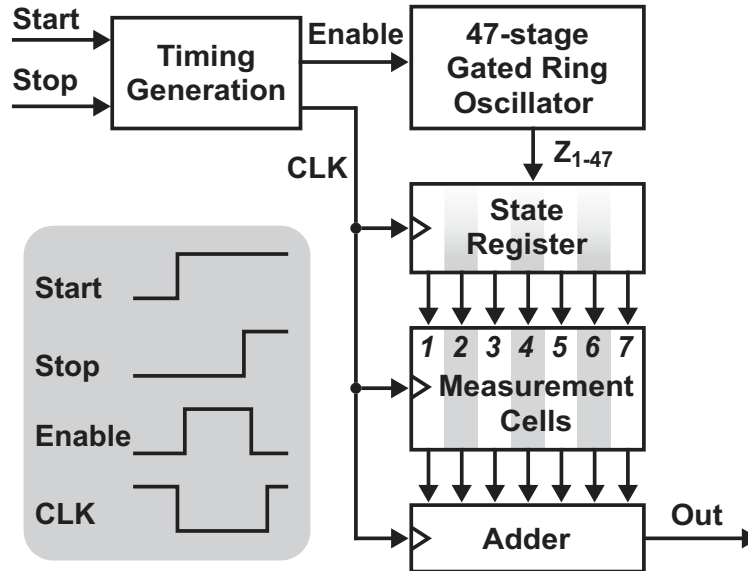 Start
Stop
Timing
Generation
Enable
CLK
47-stage
Gated Ring
Oscillator
Z1-47
State
Register
1 2 3 4 5 6 7
Measurement
Cells
Adder
Out
Start
Stop
Enable
CLK